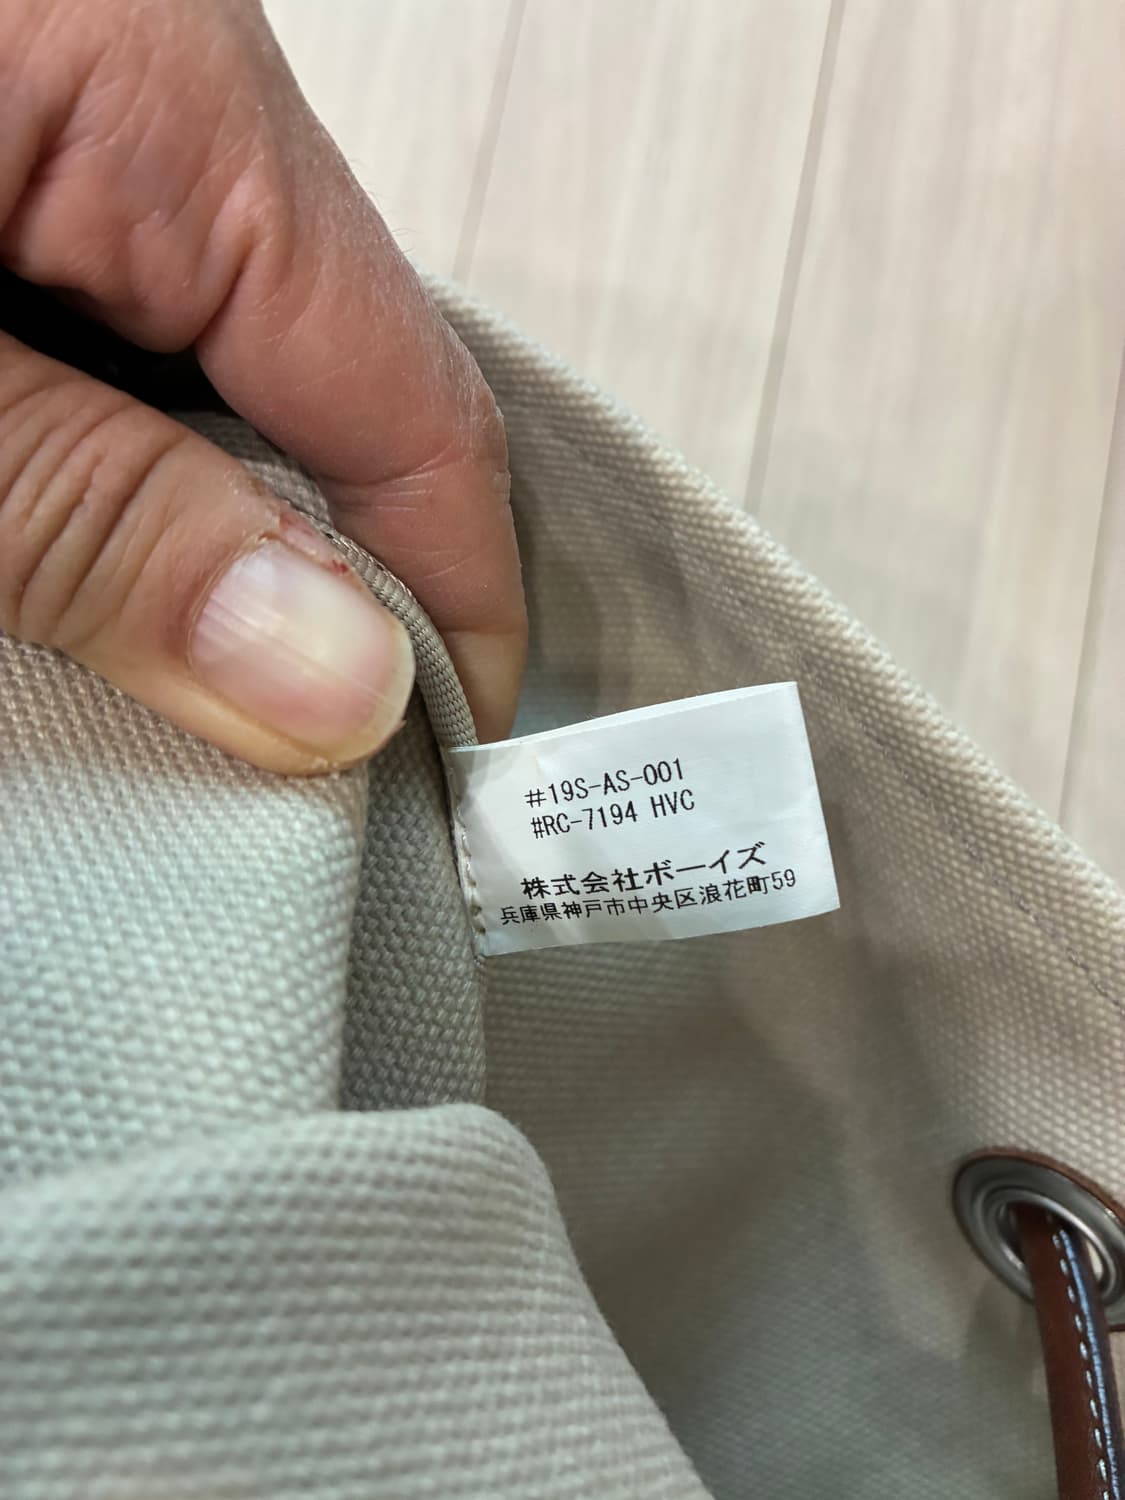 #19S-AS-001
#RC-7194 HVC
株式会社ボーイズ
兵庫県神戸市中央区浪花町59